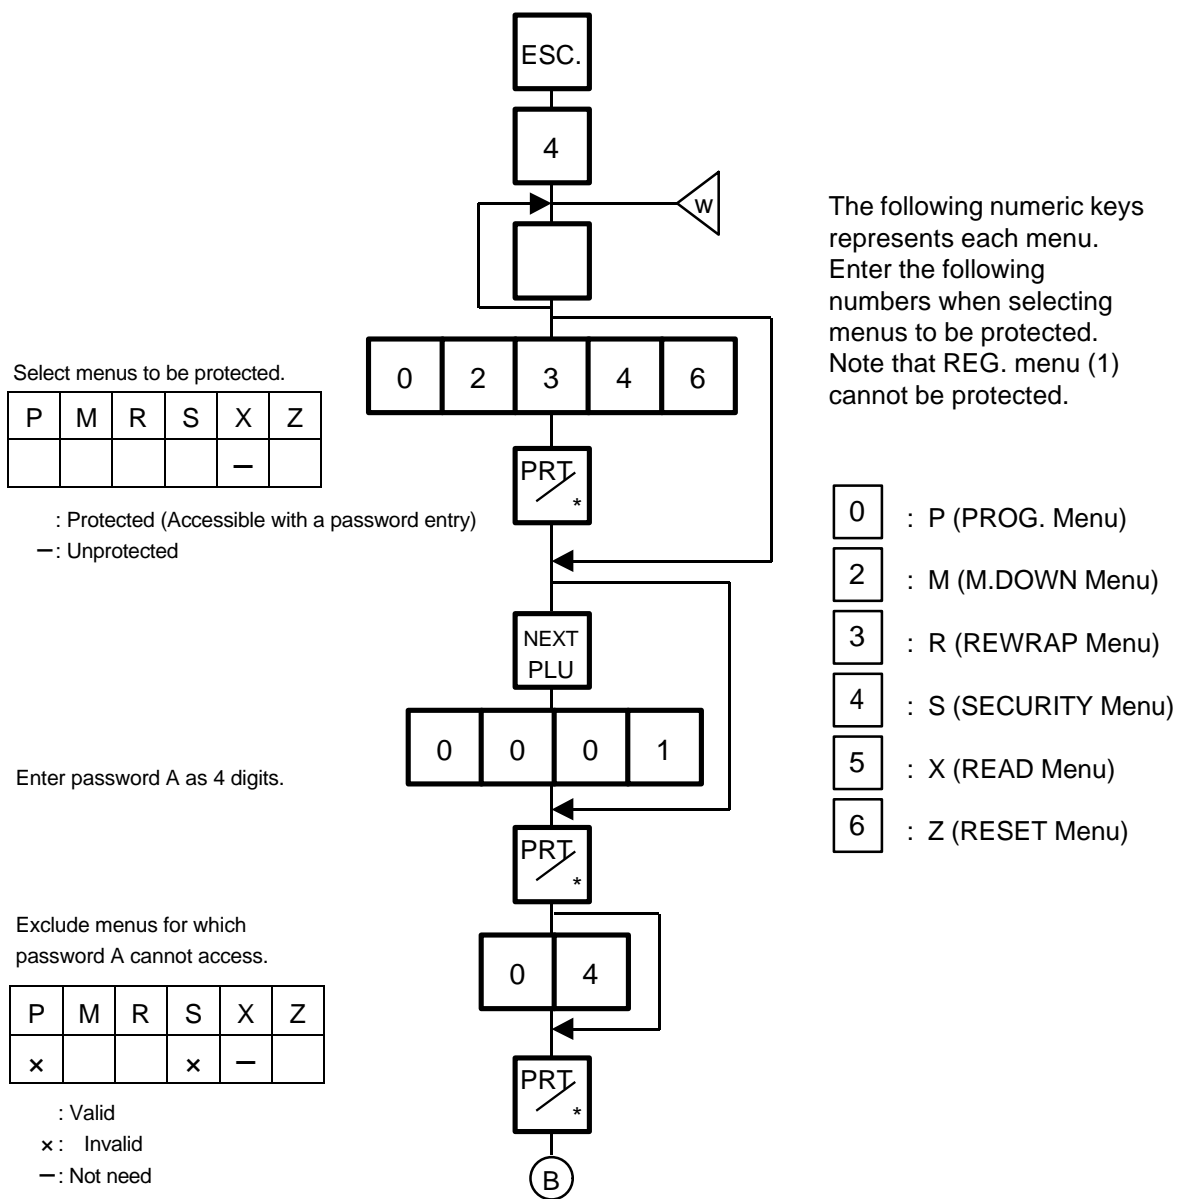 ESC.
4
w
0 2 3 4 6
Select menus to be protected.
P M R S X Z
–
: Protected (Accessible with a password entry)
–: Unprotected
PRT/*
NEXT
PLU
0 0 0 1
Enter password A as 4 digits.
PRT/*
Exclude menus for which
password A cannot access.
0 4
P M R S X Z
× × –
: Valid
×: Invalid
–: Not need
PRT/*
B
The following numeric keys
represents each menu.
Enter the following
numbers when selecting
menus to be protected.
Note that REG. menu (1)
cannot be protected.
0 : P (PROG. Menu)
2 : M (M.DOWN Menu)
3 : R (REWRAP Menu)
4 : S (SECURITY Menu)
5 : X (READ Menu)
6 : Z (RESET Menu)